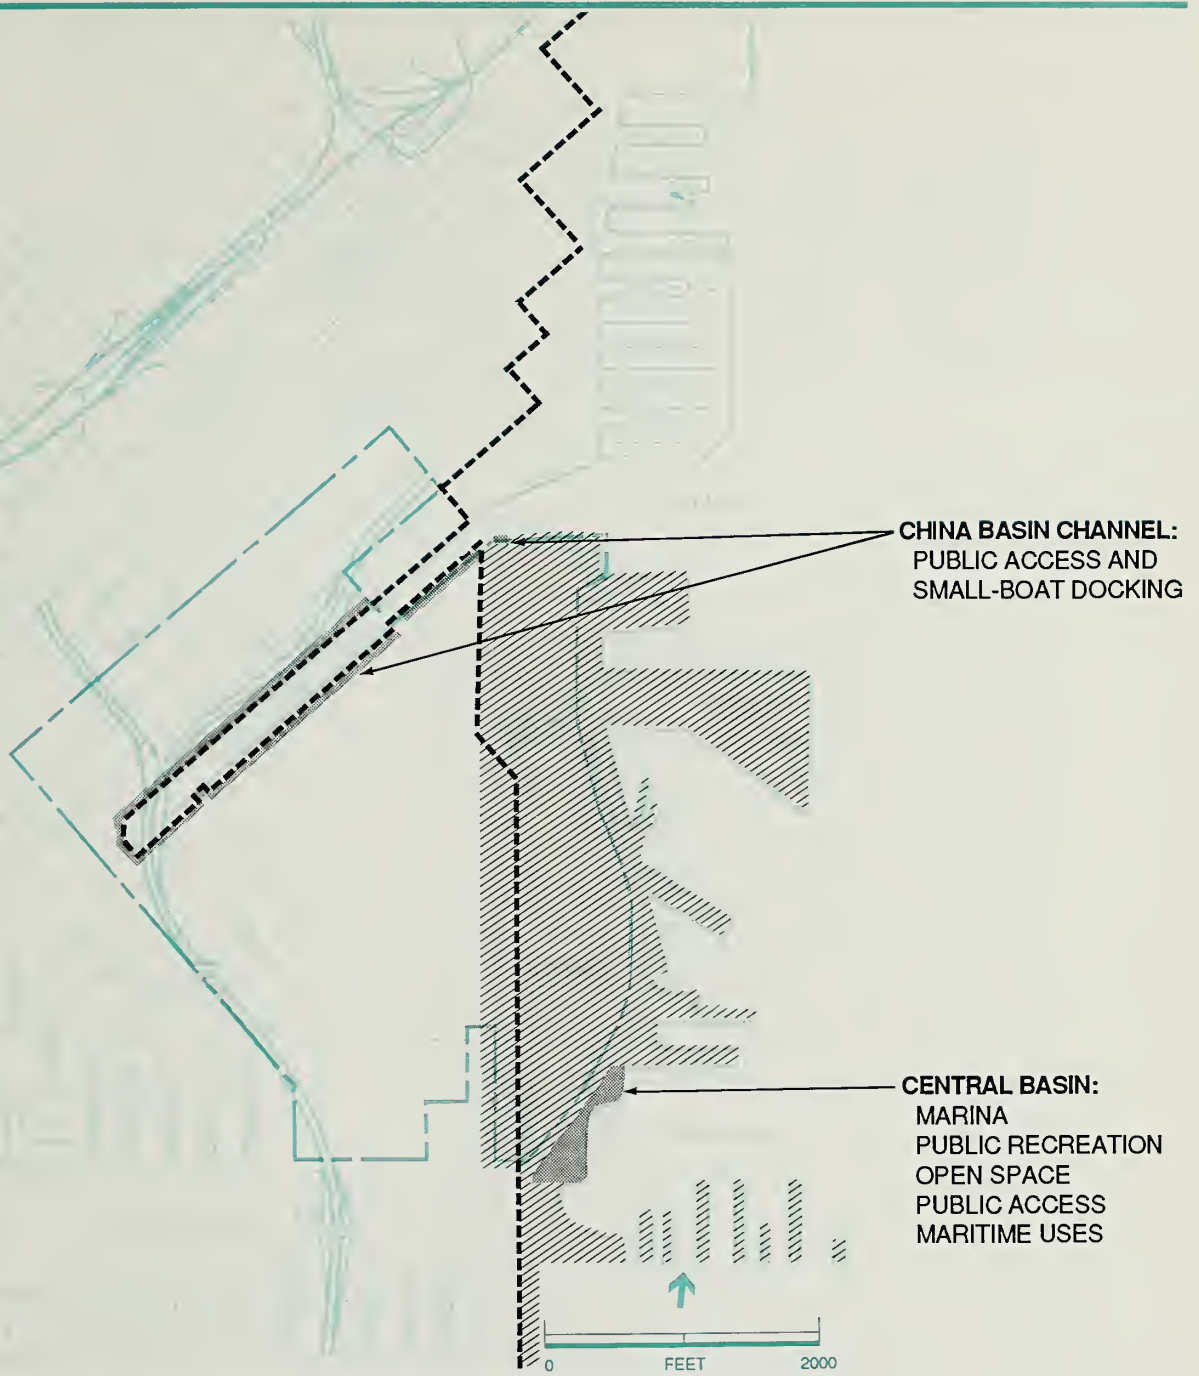 CHINA BASIN CHANNEL:
PUBLIC ACCESS AND
SMALL-BOAT DOCKING
CENTRAL BASIN:
MARINA
PUBLIC RECREATION
OPEN SPACE
PUBLIC ACCESS
MARITIME USES
0 FEET 2000